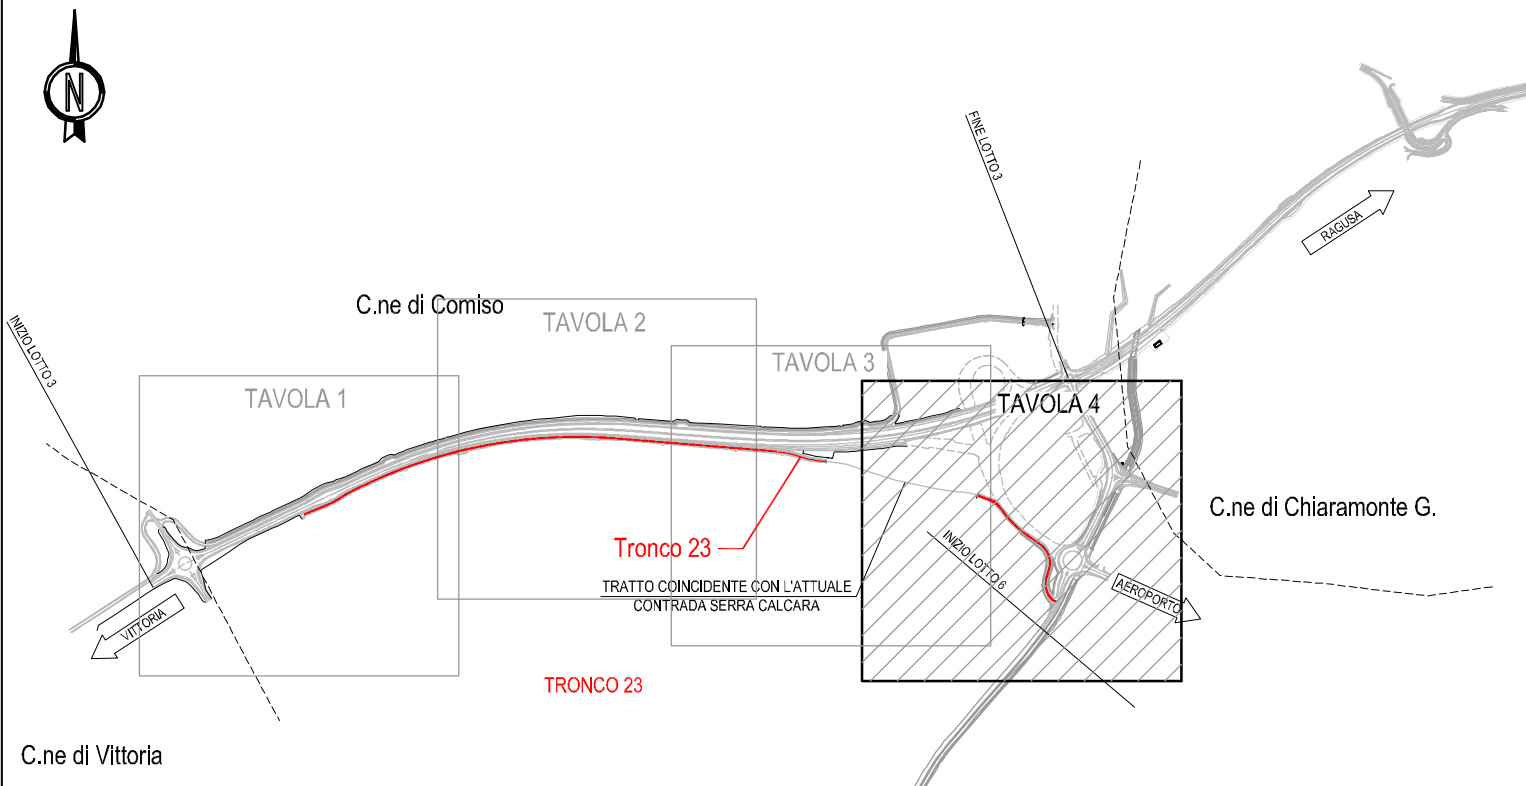 N
FINE LOTTO 3
RAGUSA
C.ne di Comiso
TAVOLA 2
INIZIO LOTTO 3
TAVOLA 3
TAVOLA 1
TAVOLA 4
C.ne di Chiaramonte G.
Tronco 23
INIZIO LOTTO 6
TRATTO COINCIDENTE CON L'ATTUALE
CONTRADA SERRA CALCARA
AEROPORTO
VITTORIA
TRONCO 23
C.ne di Vittoria